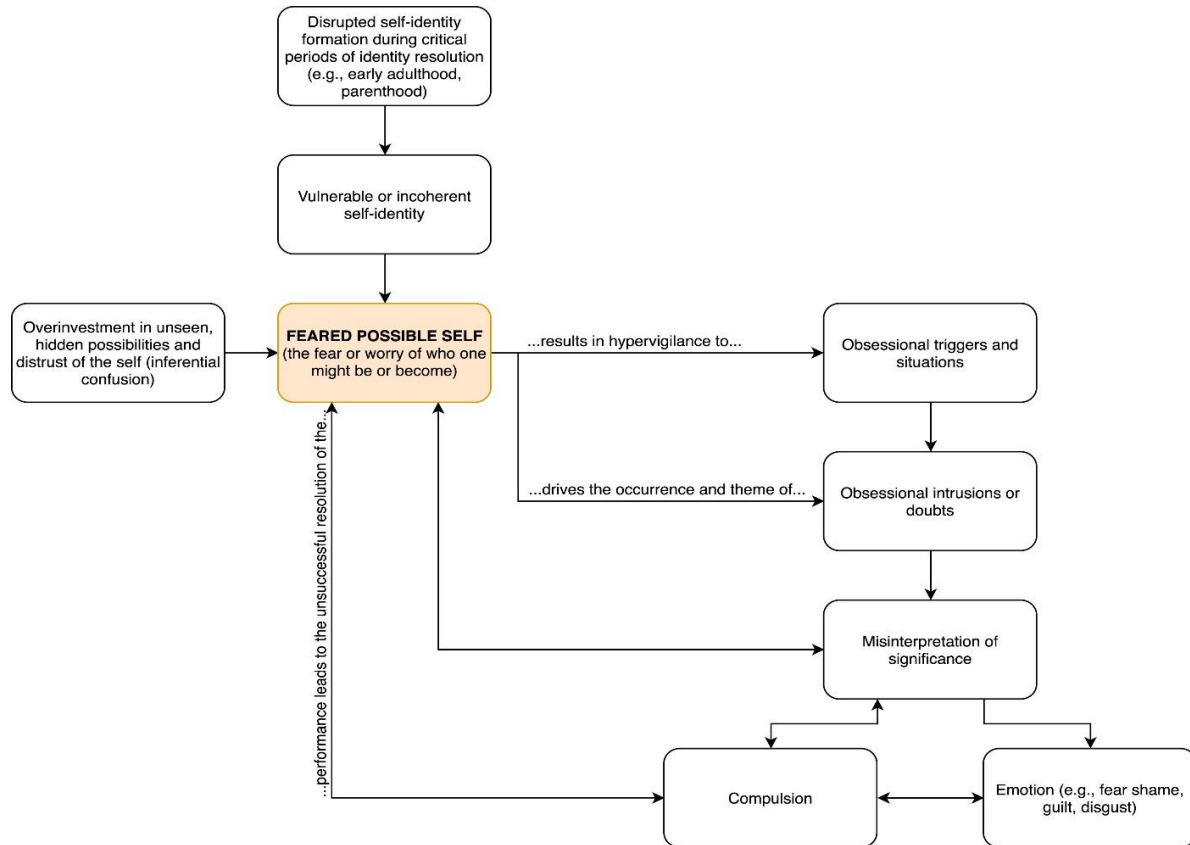 Disrupted self-identity
formation during critical
periods of identity resolution
(e.g., early adulthood,
parenthood)
Vulnerable or incoherent
self-identity
Overinvestment in unseen,
hidden possibilities and
distrust of the self (inferential
confusion)
FEARED POSSIBLE SELF
(the fear or worry of who one
might be or become)
...results in hypervigilance to...
Obsessional triggers and
situations
...drives the occurrence and theme of...
Obsessional intrusions or
doubts
...performance leads to the unsuccessful resolution of the...
Misinterpretation of
significance
Compulsion
Emotion (e.g., fear shame,
guilt, disgust)